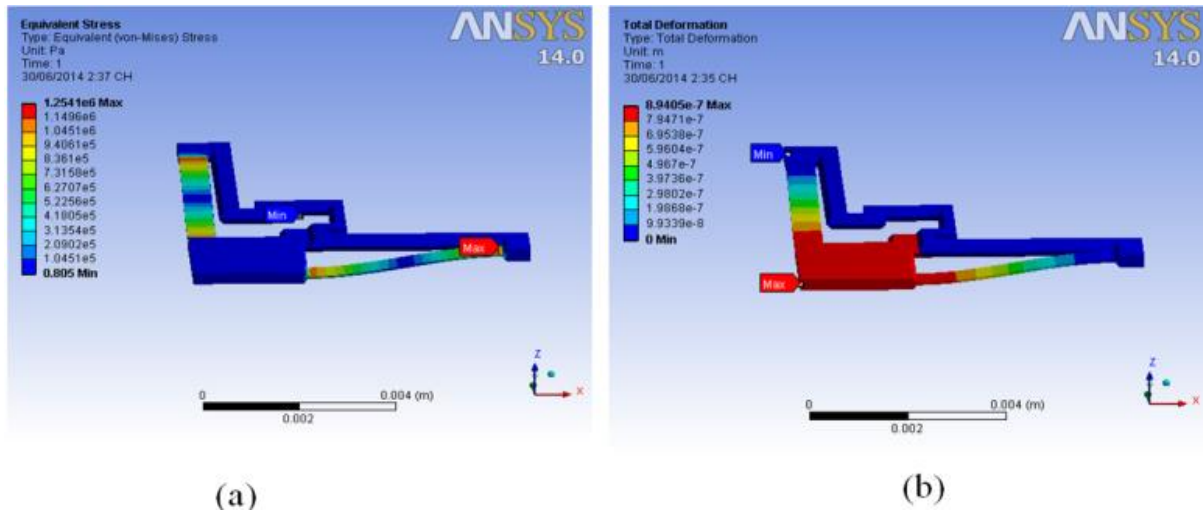 Equivalent Stress
Type: Equivalent (von-Mises) Stress
Unit: Pa
Time: 1
30/06/2014 2:37 CH
ANSYS
14.0
1.2541e6 Max
1.1496e6
1.0451e6
9.4061e5
8.361e5
7.3158e5
6.2707e5
5.2256e5
4.1805e5
3.1354e5
2.0902e5
1.0451e5
0.805 Min
Min
Max
Z
X
0
0.004 (m)
0.002
(a)
Total Deformation
Type: Total Deformation
Unit: m
Time: 1
30/06/2014 2:35 CH
ANSYS
14.0
8.9405e-7 Max
7.9471e-7
6.9538e-7
5.9604e-7
4.967e-7
3.9736e-7
2.9802e-7
1.9868e-7
9.9339e-8
0 Min
Min
Max
Z
X
0
0.004 (m)
0.002
(b)